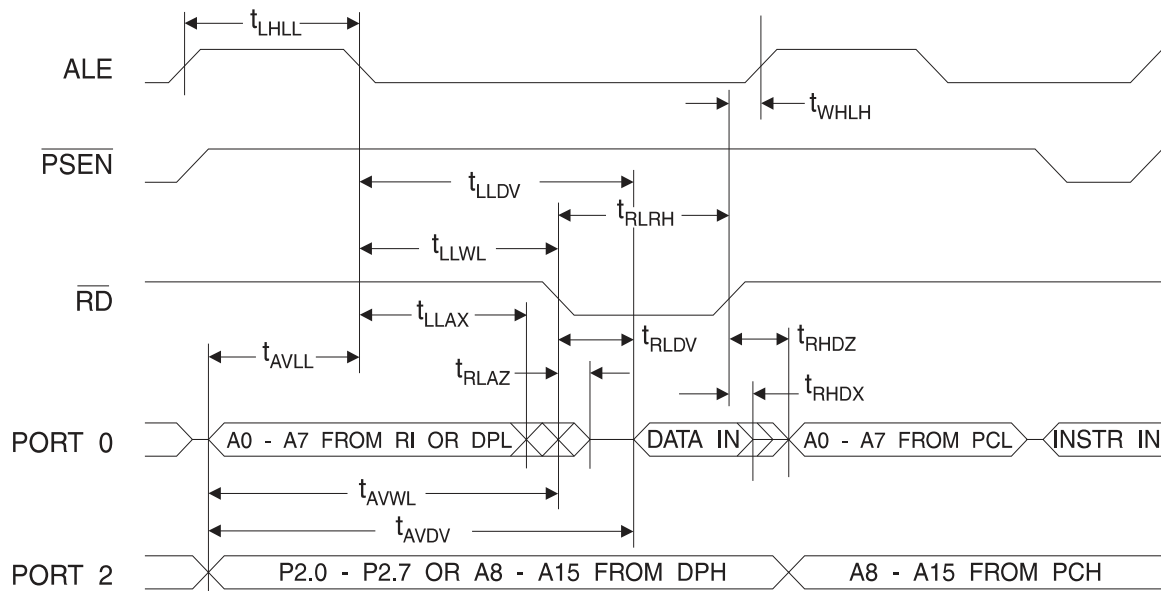 tLHLL
ALE
tWHLH
PSEN
tLLDV
tRLRH
tLLWL
RD
tLLAX
tRLDV
tRHDZ
tAVLL
tRLAZ
tRHDX
PORT 0
A0 - A7 FROM RI OR DPL
DATA IN
A0 - A7 FROM PCL
INSTR IN
tAVWL
tAVDV
PORT 2
P2.0 - P2.7 OR A8 - A15 FROM DPH
A8 - A15 FROM PCH